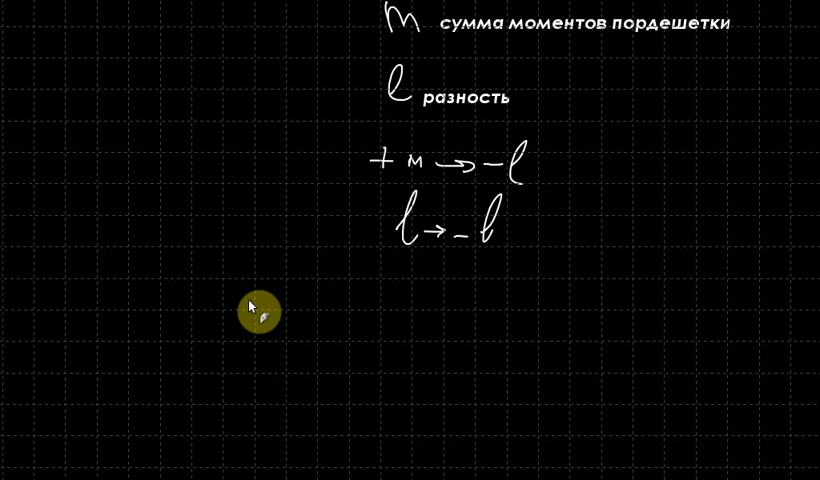 m сумма моментов пордешетки
l разность
+ м → - l
l → - l